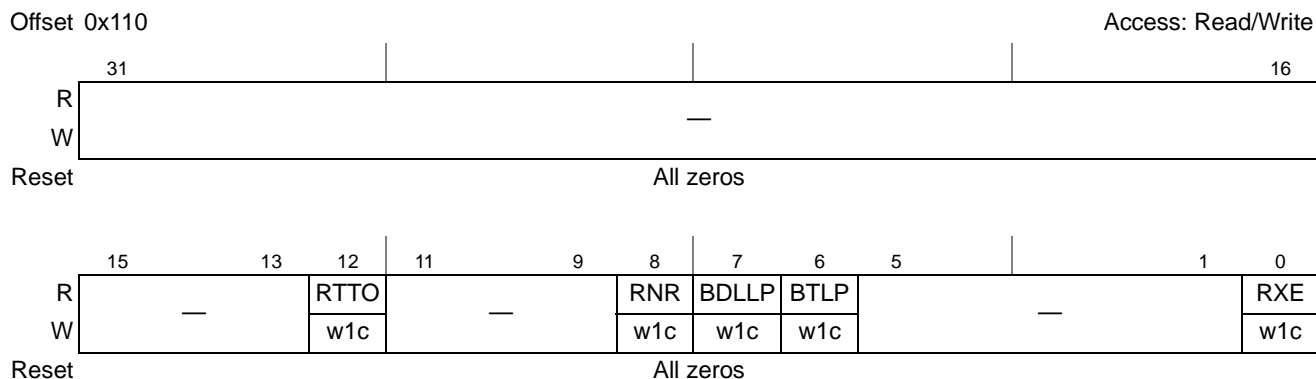 Offset 0x110 Access: Read/Write
31 16
R
—
W
Reset All zeros
15 13 12 11 9 8 7 6 5 1 0
R — RTTO — RNR BDLLP BTLP — RXE
W w1c w1c w1c w1c w1c
Reset All zeros